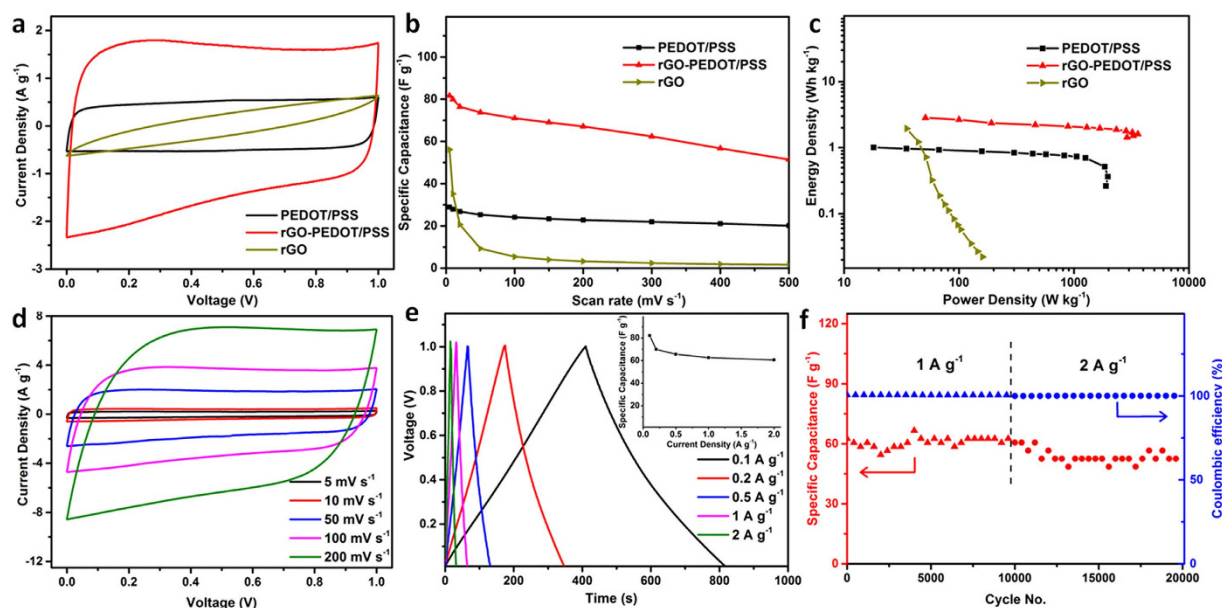 a
Current Density (A g⁻¹)
3
2
1
0
-1
-2
-3
0.0 0.2 0.4 0.6 0.8 1.0
Voltage (V)
PEDOT/PSS
rGO-PEDOT/PSS
rGO
b
Specific Capacitance (F g⁻¹)
100
80
60
40
20
0
0 100 200 300 400 500
Scan rate (mV s⁻¹)
PEDOT/PSS
rGO-PEDOT/PSS
rGO
c
Energy Density (Wh kg⁻¹)
1
0.1
10 100 1000 10000
Power Density (W kg⁻¹)
PEDOT/PSS
rGO-PEDOT/PSS
rGO
d
Current Density (A g⁻¹)
8
4
0
-4
-8
-12
0.0 0.2 0.4 0.6 0.8 1.0
Voltage (V)
5 mV s⁻¹
10 mV s⁻¹
50 mV s⁻¹
100 mV s⁻¹
200 mV s⁻¹
e
Voltage (V)
1.0
0.8
0.6
0.4
0.2
0 200 400 600 800 1000
Time (s)
Specific Capacitance (F g⁻¹)
100
80
60
40
20
0
0.0 0.5 1.0 1.5 2.0
Current Density (A g⁻¹)
0.1 A g⁻¹
0.2 A g⁻¹
0.5 A g⁻¹
1 A g⁻¹
2 A g⁻¹
f
Specific Capacitance (F g⁻¹)
120
90
60
30
0
0 5000 10000 15000 20000
Cycle No.
1 A g⁻¹
2 A g⁻¹
100
50
0
Coulombic efficiency (%)